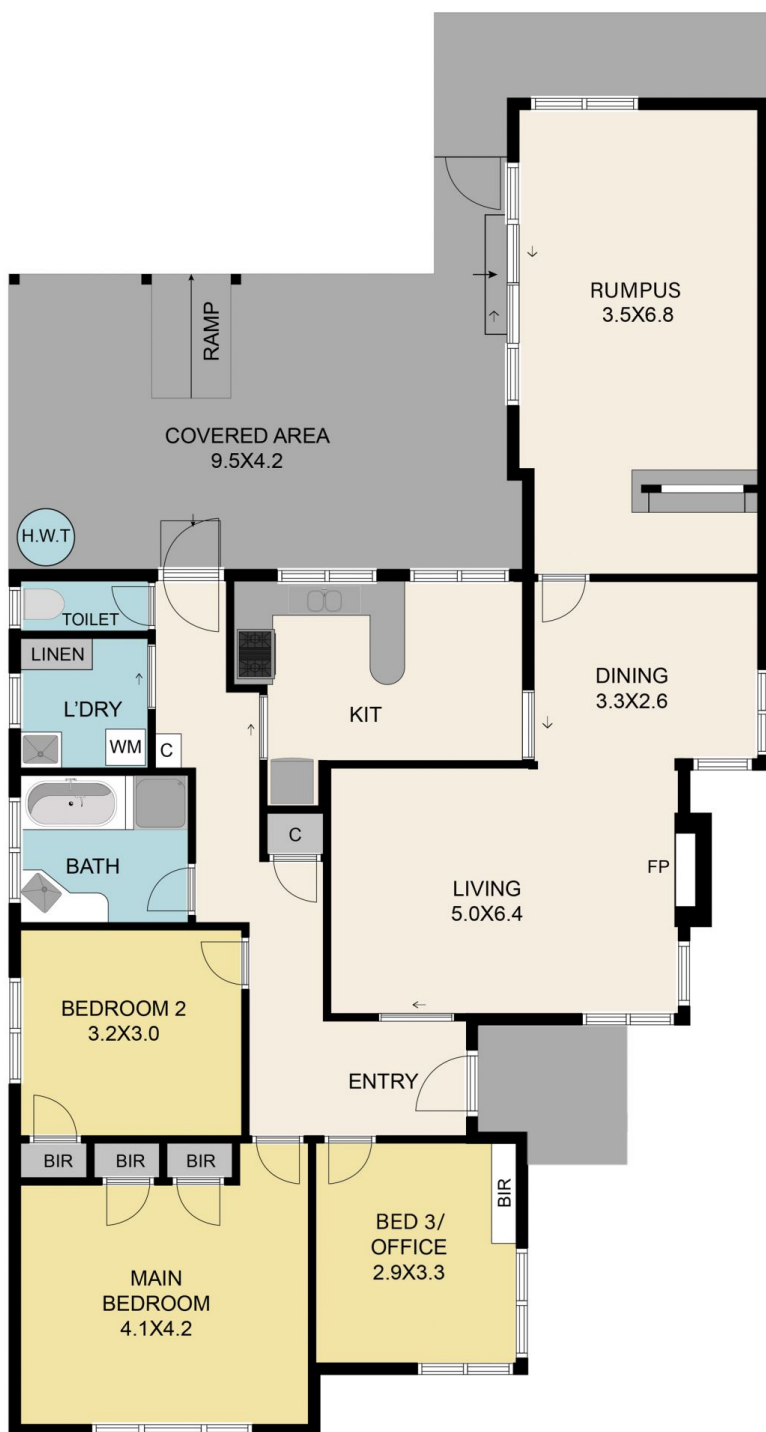 RUMPUS
3.5X6.8
RAMP
COVERED AREA
9.5X4.2
H.W.T
TOILET
LINEN
L'DRY
WM
C
KIT
DINING
3.3X2.6
C
BATH
LIVING
5.0X6.4
FP
BEDROOM 2
3.2X3.0
ENTRY
BIR
BIR
BIR
BIR
BED 3/
OFFICE
2.9X3.3
MAIN
BEDROOM
4.1X4.2